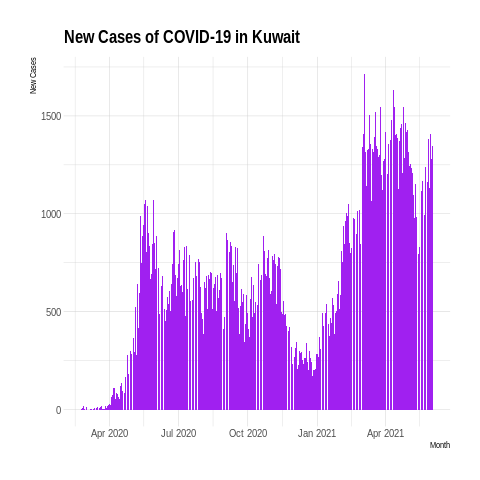 New Cases of COVID-19 in Kuwait
New Cases
1500
1000
500
0
Apr 2020 Jul 2020 Oct 2020 Jan 2021 Apr 2021
Month